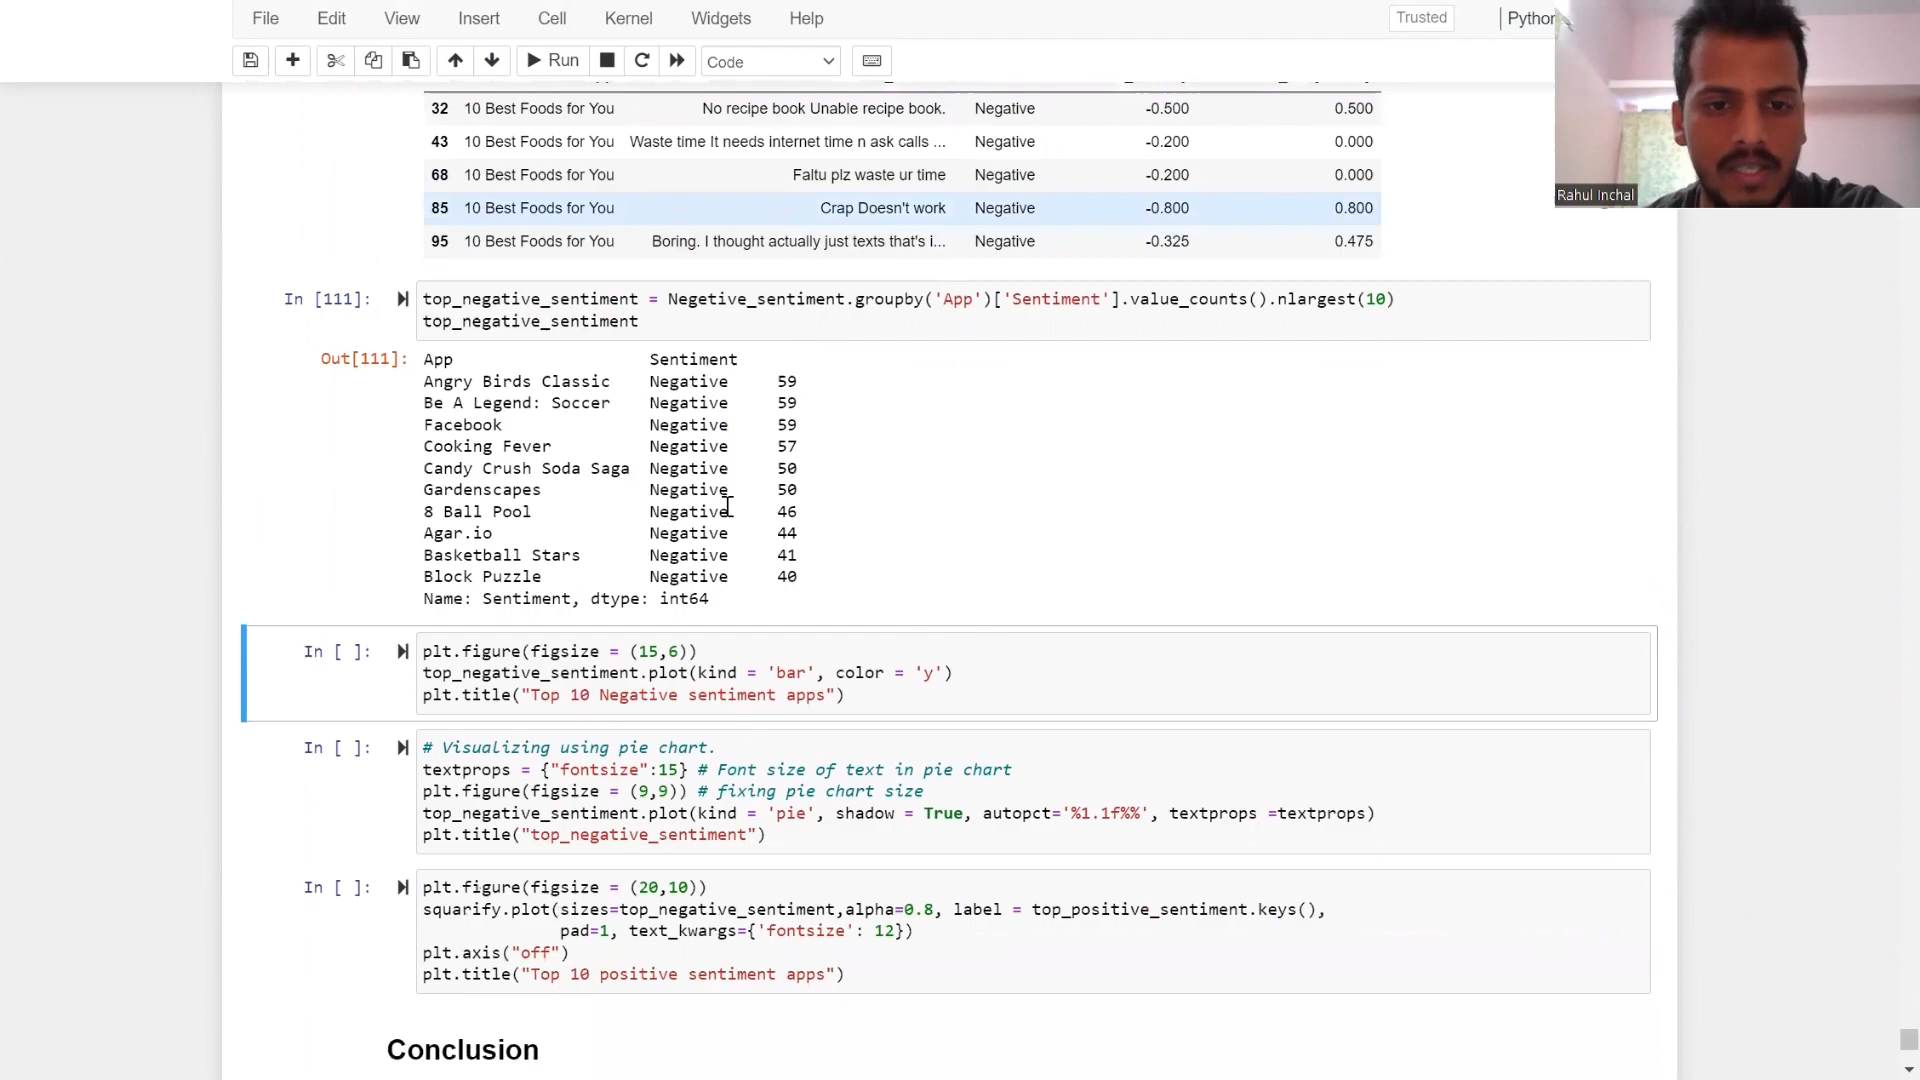 File Edit View Insert Cell Kernel Widgets Help Trusted Python
Run Code
32 10 Best Foods for You No recipe book Unable recipe book. Negative -0.500 0.500
43 10 Best Foods for You Waste time It needs internet time n ask calls ... Negative -0.200 0.000
68 10 Best Foods for You Faltu plz waste ur time Negative -0.200 0.000
85 10 Best Foods for You Crap Doesn't work Negative -0.800 0.800
95 10 Best Foods for You Boring. I thought actually just texts that's i... Negative -0.325 0.475
Rahul Inchal
In [111]: top_negative_sentiment = Negetive_sentiment.groupby('App')['Sentiment'].value_counts().nlargest(10)
top_negative_sentiment
Out[111]: App Sentiment
Angry Birds Classic Negative 59
Be A Legend: Soccer Negative 59
Facebook Negative 59
Cooking Fever Negative 57
Candy Crush Soda Saga Negative 50
Gardenscapes Negative 50
8 Ball Pool Negative 46
Agar.io Negative 44
Basketball Stars Negative 41
Block Puzzle Negative 40
Name: Sentiment, dtype: int64
In [ ]: plt.figure(figsize = (15,6))
top_negative_sentiment.plot(kind = 'bar', color = 'y')
plt.title("Top 10 Negative sentiment apps")
In [ ]: # Visualizing using pie chart.
textprops = {"fontsize":15} # Font size of text in pie chart
plt.figure(figsize = (9,9)) # fixing pie chart size
top_negative_sentiment.plot(kind = 'pie', shadow = True, autopct='%1.1f%%', textprops =textprops)
plt.title("top_negative_sentiment")
In [ ]: plt.figure(figsize = (20,10))
squarify.plot(sizes=top_negative_sentiment,alpha=0.8, label = top_positive_sentiment.keys(),
pad=1, text_kwargs={'fontsize': 12})
plt.axis("off")
plt.title("Top 10 positive sentiment apps")
Conclusion